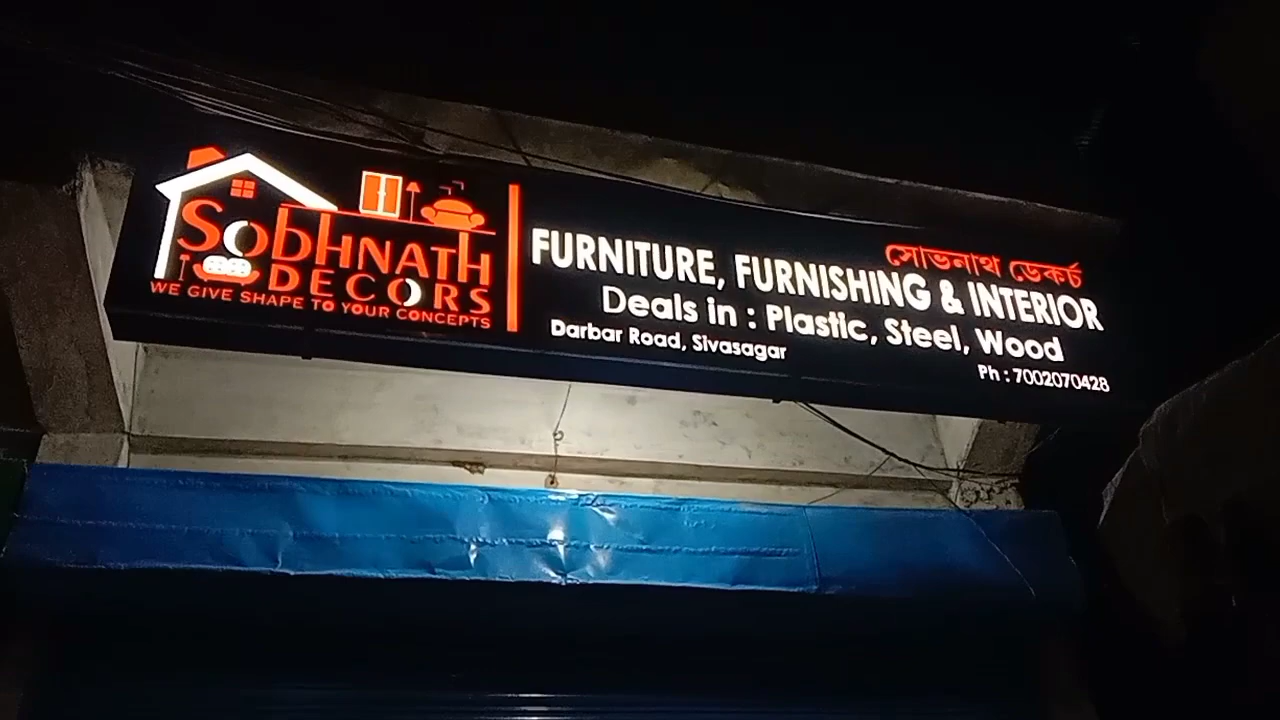 SOBHNATH
DECORS
WE GIVE SHAPE TO YOUR CONCEPTS
সোভনাথ ডেকৰ্চ
FURNITURE, FURNISHING & INTERIOR
Deals in : Plastic, Steel, Wood
Darbar Road, Sivasagar
Ph : 7002070428